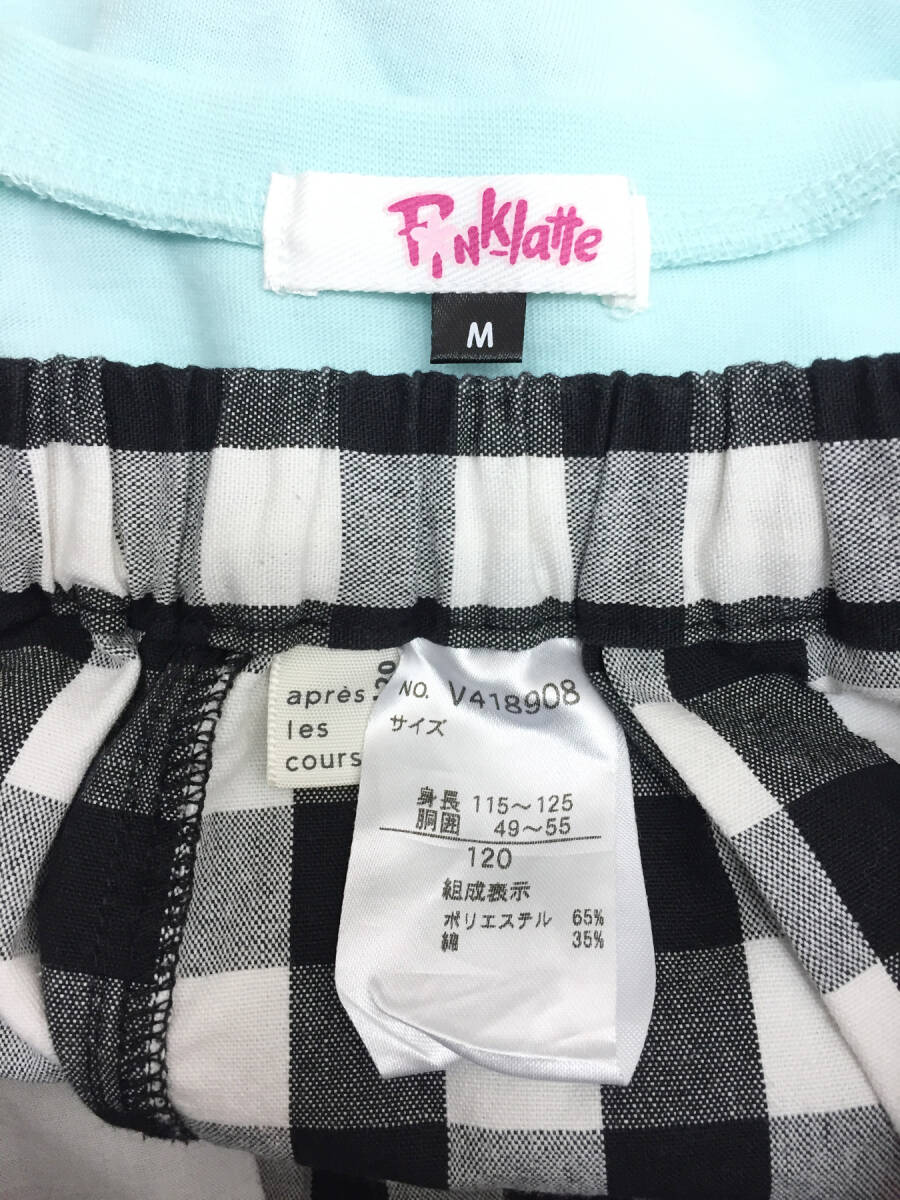 Pinklatte
M
après
les
cours
NO. V418908
サイズ
身長 115～125
胴囲 49～55
120
組成表示
ポリエステル 65%
綿 35%